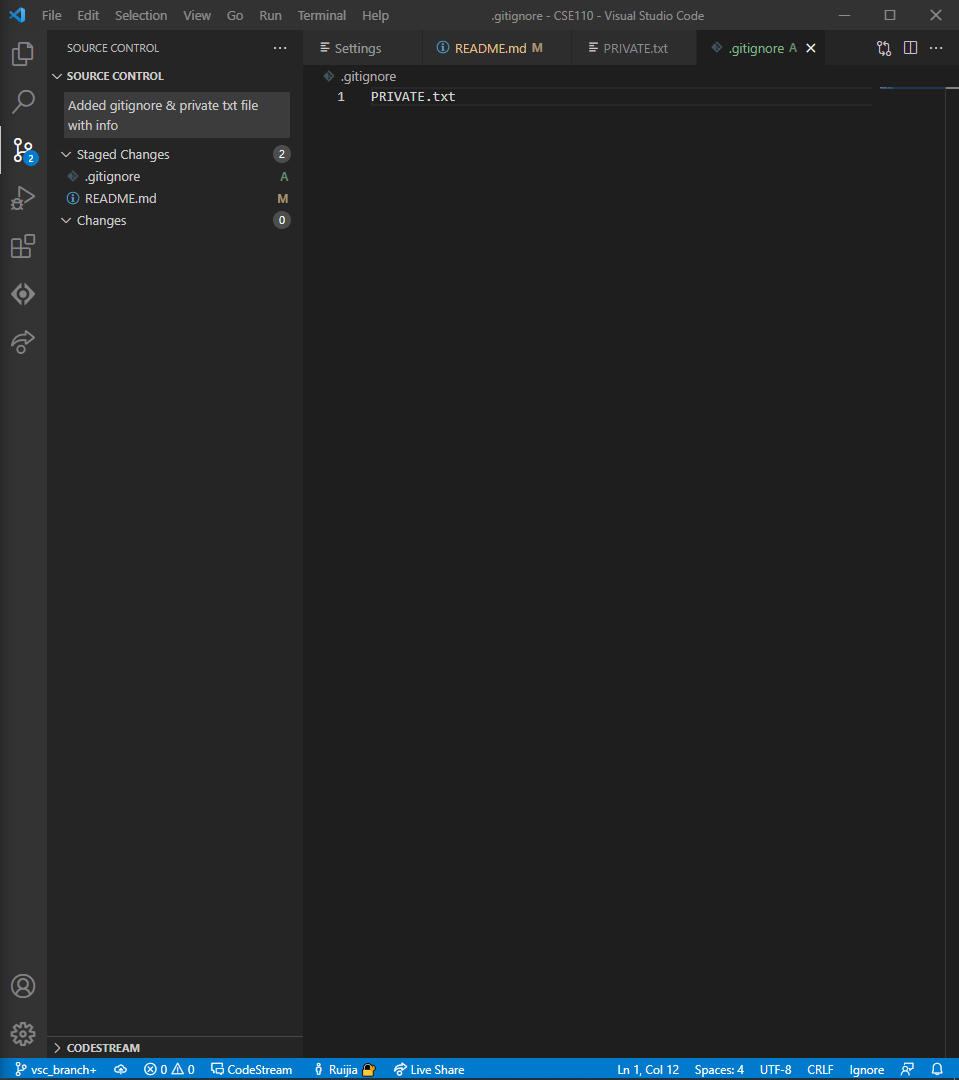 File Edit Selection View Go Run Terminal Help .gitignore - CSE110 - Visual Studio Code
SOURCE CONTROL
Settings README.md M PRIVATE.txt .gitignore A
SOURCE CONTROL
.gitignore
Added gitignore & private txt file
with info
1 PRIVATE.txt
Staged Changes 2
.gitignore A
2
README.md M
Changes 0
CODESTREAM
vsc_branch+ 0 0 CodeStream Ruijia Live Share Ln 1, Col 12 Spaces: 4 UTF-8 CRLF Ignore